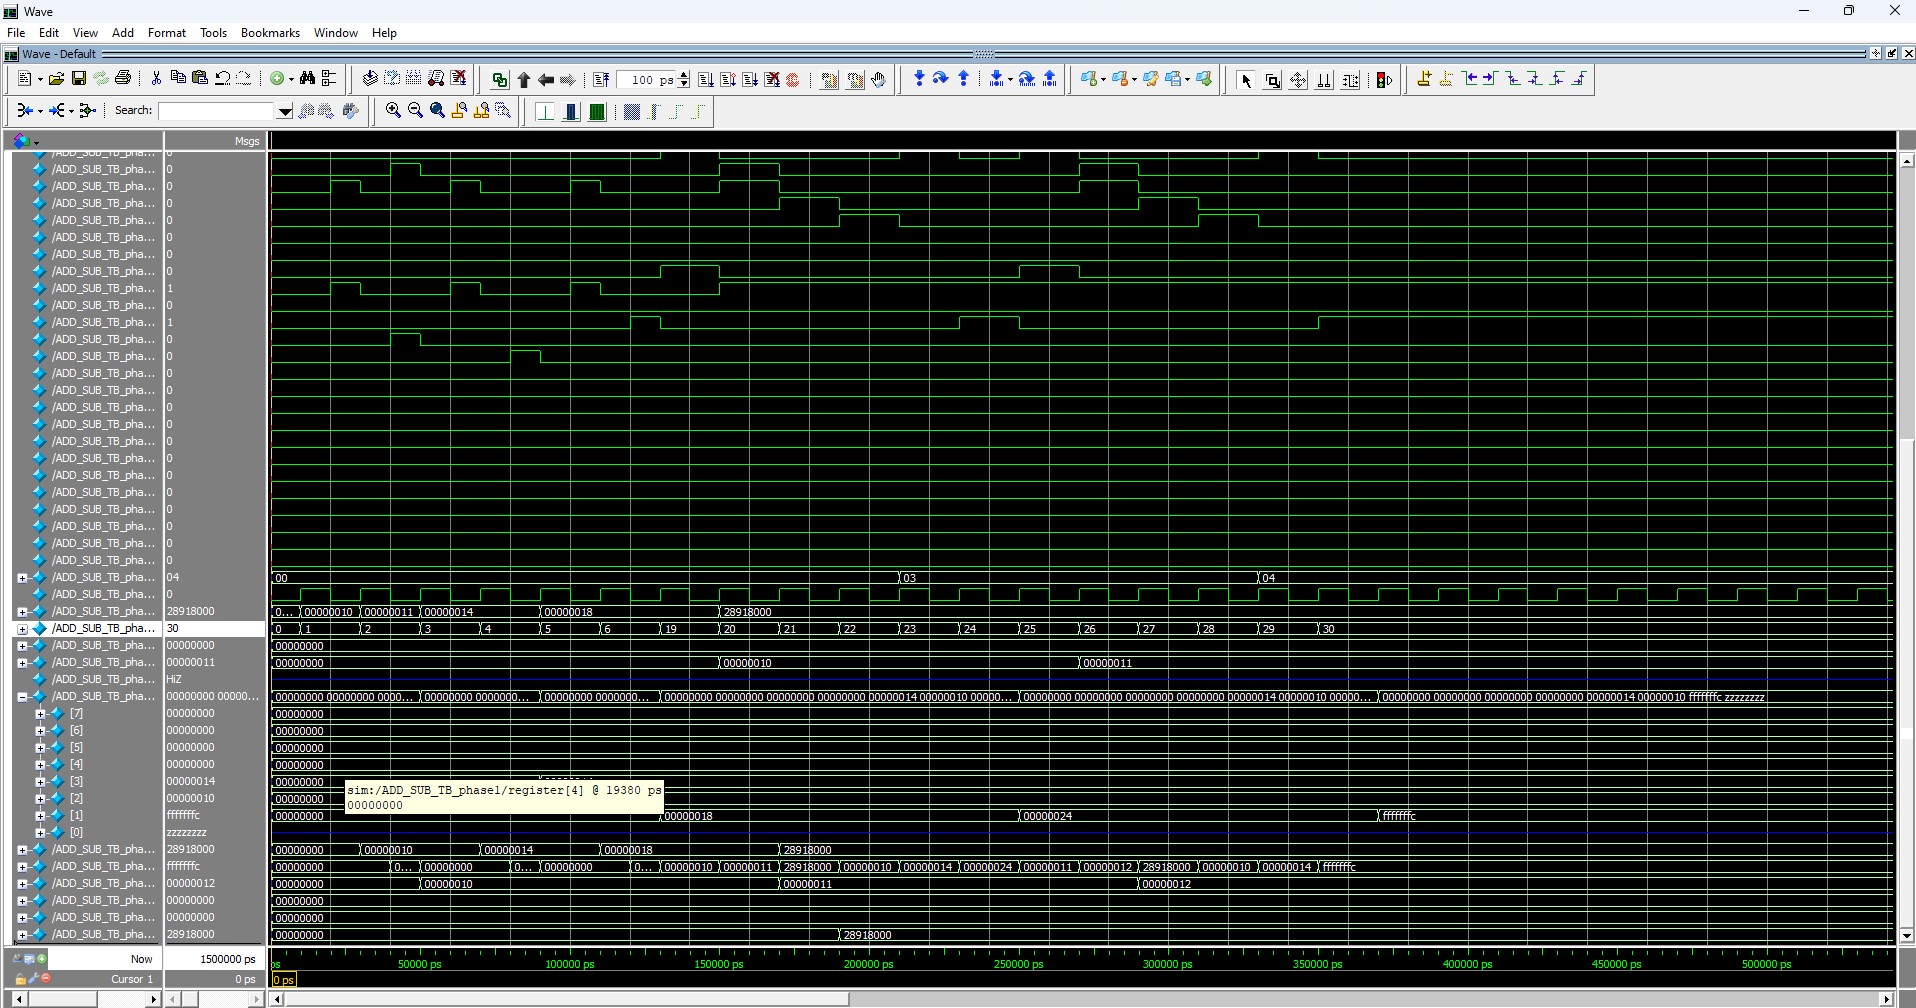 Wave
File Edit View Add Format Tools Bookmarks Window Help
Wave - Default
100 ps
Search:
Msgs
/ADD_SUB_TB_pha... 0
/ADD_SUB_TB_pha... 0
/ADD_SUB_TB_pha... 0
/ADD_SUB_TB_pha... 0
/ADD_SUB_TB_pha... 0
/ADD_SUB_TB_pha... 0
/ADD_SUB_TB_pha... 0
/ADD_SUB_TB_pha... 0
/ADD_SUB_TB_pha... 1
/ADD_SUB_TB_pha... 0
/ADD_SUB_TB_pha... 1
/ADD_SUB_TB_pha... 0
/ADD_SUB_TB_pha... 0
/ADD_SUB_TB_pha... 0
/ADD_SUB_TB_pha... 0
/ADD_SUB_TB_pha... 0
/ADD_SUB_TB_pha... 0
/ADD_SUB_TB_pha... 0
/ADD_SUB_TB_pha... 0
/ADD_SUB_TB_pha... 0
/ADD_SUB_TB_pha... 0
/ADD_SUB_TB_pha... 0
/ADD_SUB_TB_pha... 0
/ADD_SUB_TB_pha... 0
/ADD_SUB_TB_pha... 0
/ADD_SUB_TB_pha... 04 00 03 04
/ADD_SUB_TB_pha... 0
/ADD_SUB_TB_pha... 28918000 0... 00000010 00000011 00000014 00000018 28918000
/ADD_SUB_TB_pha... 30 0 1 2 3 4 5 6 19 20 21 22 23 24 25 26 27 28 29 30
/ADD_SUB_TB_pha... 00000000 00000000
/ADD_SUB_TB_pha... 00000011 00000000 00000010 00000011
/ADD_SUB_TB_pha... HiZ
/ADD_SUB_TB_pha... 00000000 00000... 00000000 00000000 0000... 00000000 0000000... 00000000 0000000... 00000000 00000000 00000000 00000000 00000014 00000010 00000... 00000000 00000000 00000000 00000000 00000014 00000010 00000... 00000000 00000000 00000000 00000000 00000014 00000010 fffffffc zzzzzzzz
[7] 00000000 00000000
[6] 00000000 00000000
[5] 00000000 00000000
[4] 00000000 00000000
[3] 00000014 00000000
[2] 00000010 00000000
[1] fffffffc 00000000 00000018 00000024 fffffffc
[0] zzzzzzzz
sim:/ADD_SUB_TB_phase1/register[4] @ 19380 ps
00000000
/ADD_SUB_TB_pha... 28918000 00000000 00000010 00000014 00000018 28918000
/ADD_SUB_TB_pha... fffffffc 00000000 0... 00000000 0... 00000000 0... 00000010 00000011 28918000 00000010 00000014 00000024 00000011 00000012 28918000 00000010 00000014 fffffffc
/ADD_SUB_TB_pha... 00000012 00000000 00000010 00000011 00000012
/ADD_SUB_TB_pha... 00000000 00000000
/ADD_SUB_TB_pha... 00000000 00000000
/ADD_SUB_TB_pha... 28918000 00000000 28918000
Now 1500000 ps ps 50000 ps 100000 ps 150000 ps 200000 ps 250000 ps 300000 ps 350000 ps 400000 ps 450000 ps 500000 ps
Cursor 1 0 ps 0 ps